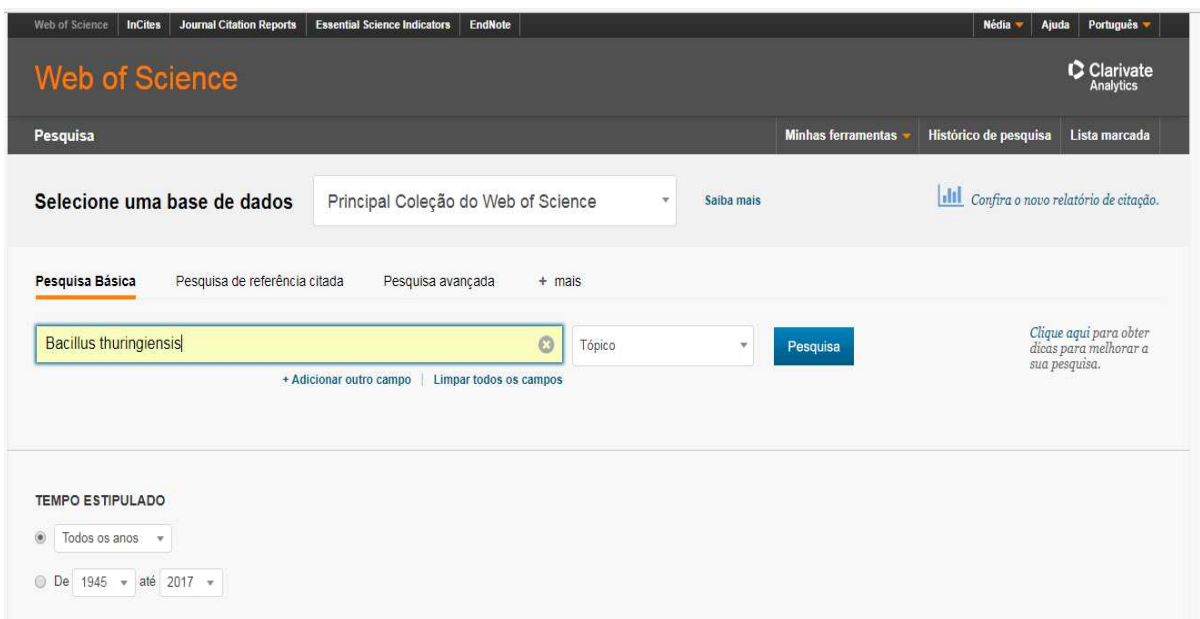 Web of Science InCites Journal Citation Reports Essential Science Indicators EndNote Nédia Ajuda Português
Web of Science
Clarivate
Analytics
Pesquisa Minhas ferramentas Histórico de pesquisa Lista marcada
Selecione uma base de dados Principal Coleção do Web of Science Saiba mais Confira o novo relatório de citação.
Pesquisa Básica Pesquisa de referência citada Pesquisa avançada + mais
Bacillus thuringiensis Tópico Pesquisa
Clique aqui para obter
dicas para melhorar a
sua pesquisa.
+ Adicionar outro campo | Limpar todos os campos
TEMPO ESTIPULADO
Todos os anos
De 1945 até 2017